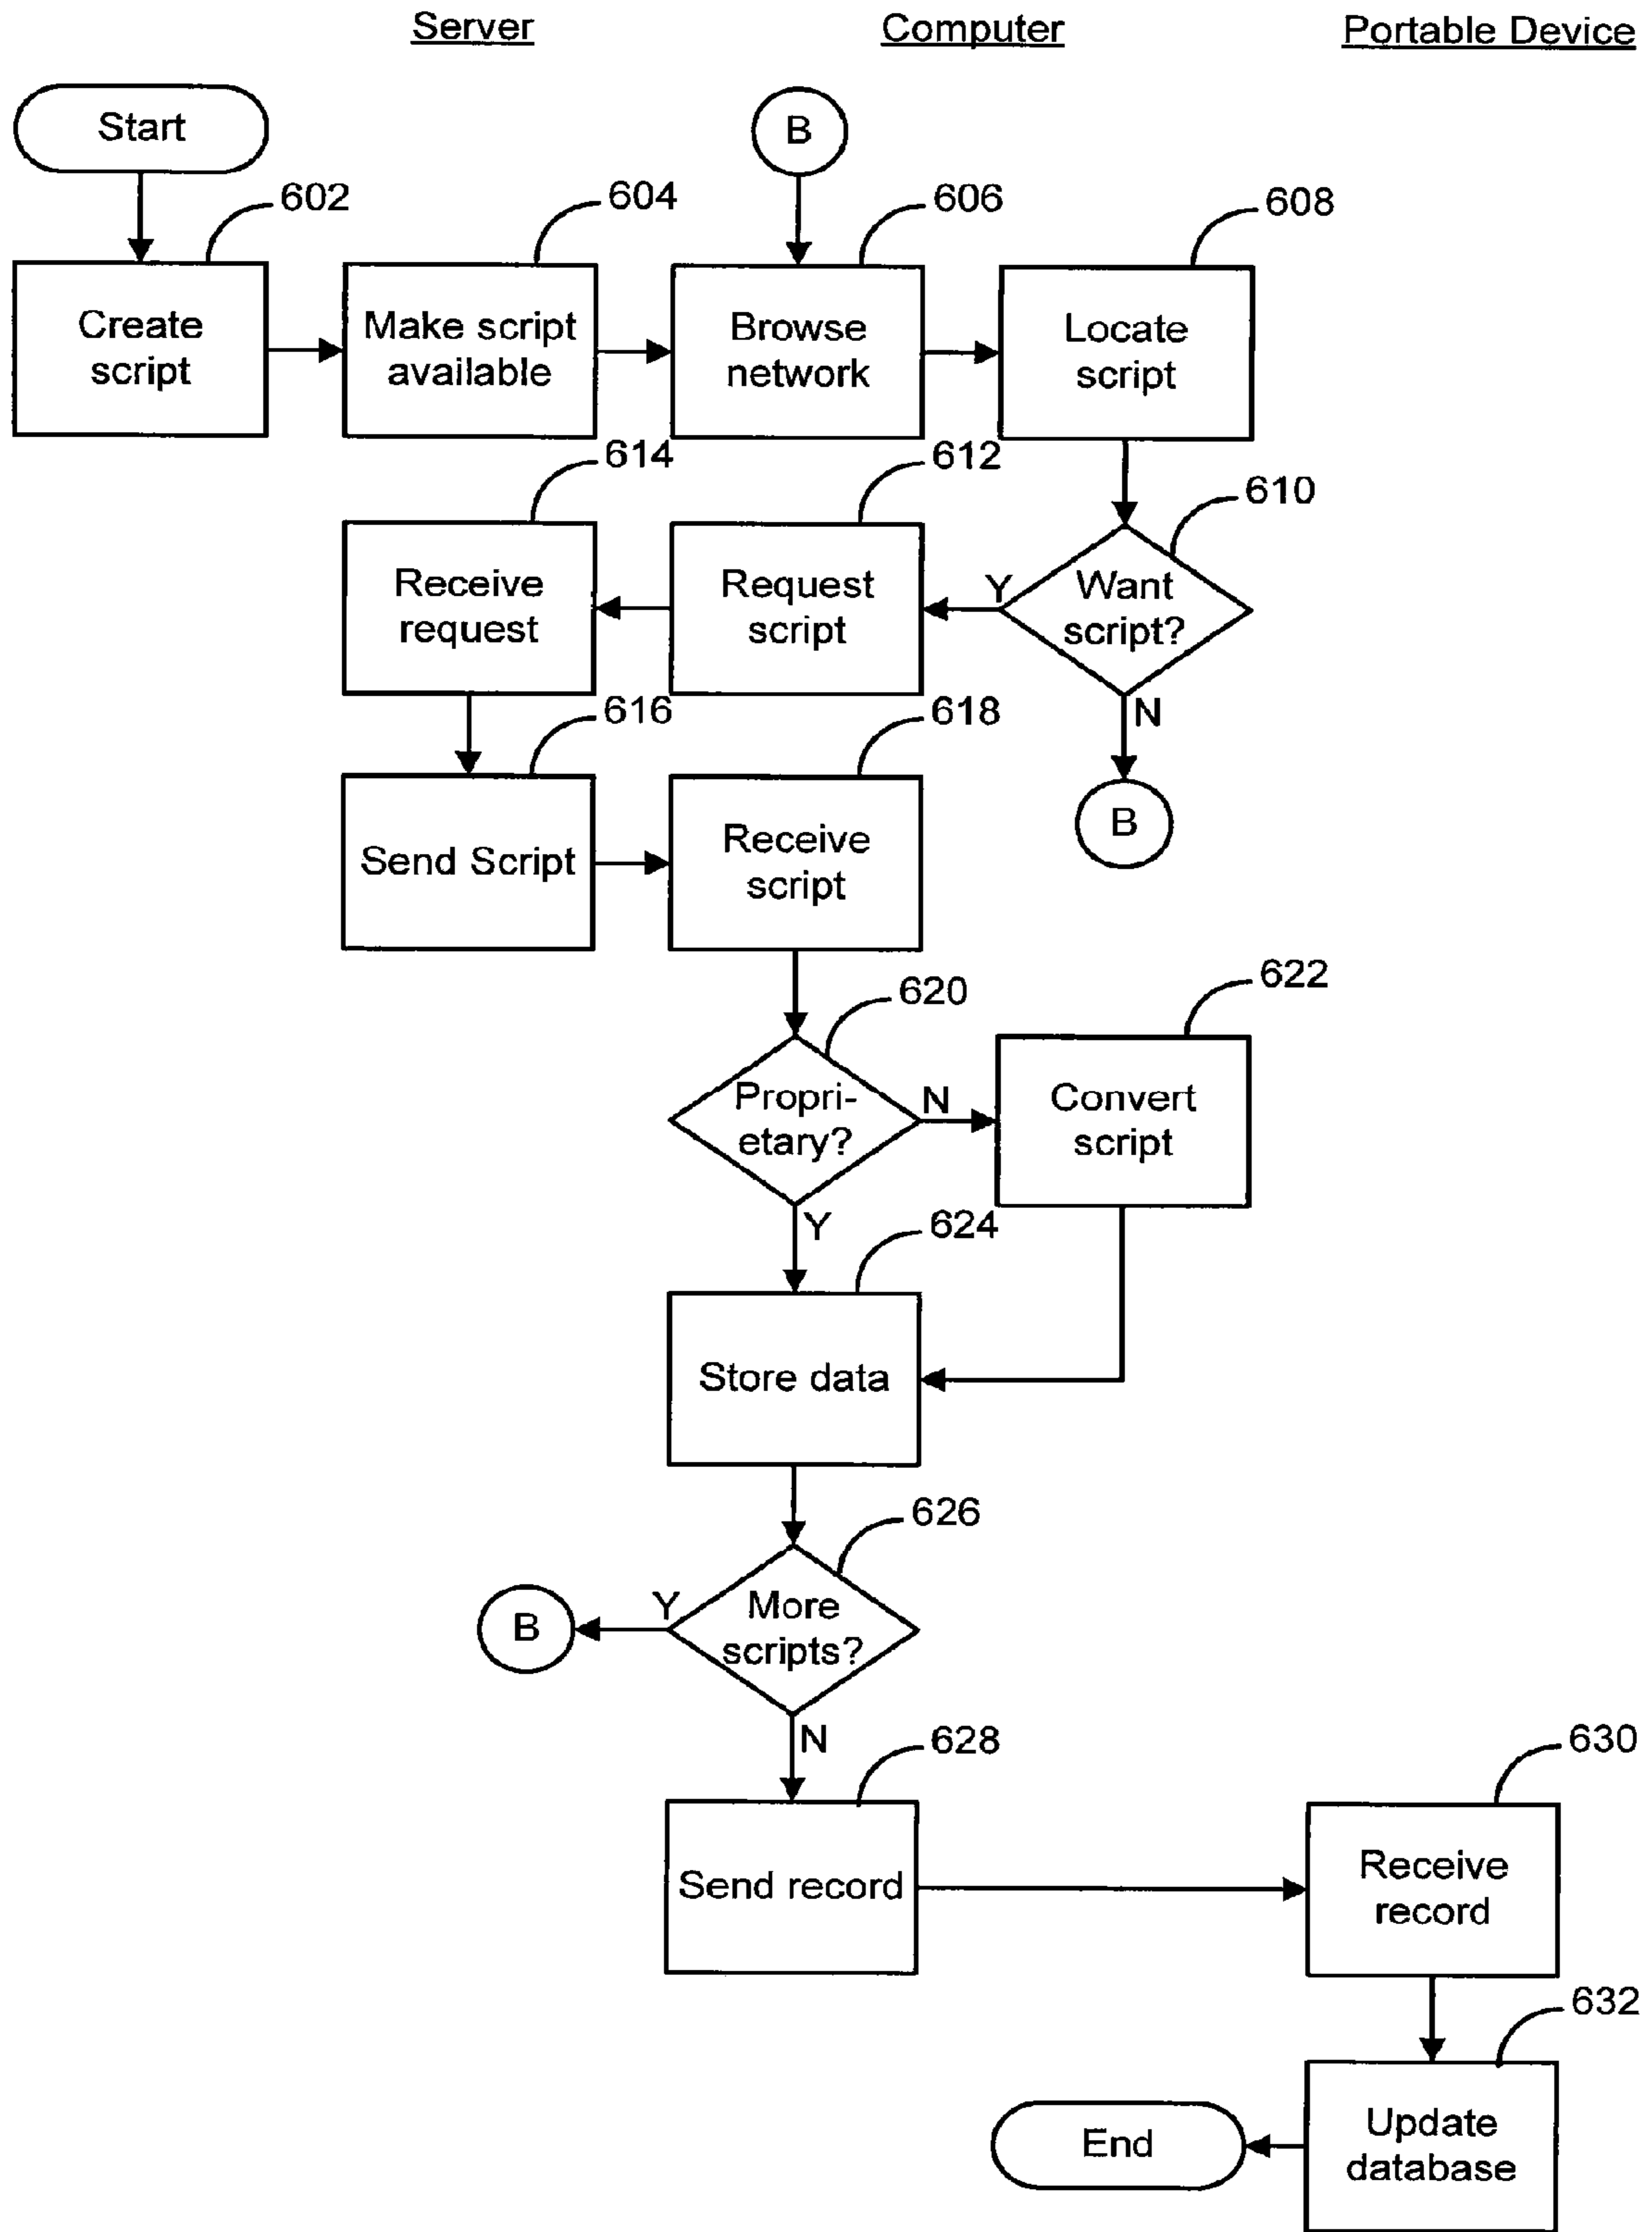 Server
Computer
Portable Device
Start
B
602
604
606
608
Create
script
Make script
available
Browse
network
Locate
script
614
612
610
Receive
request
Request
script
Y
Want
script?
N
616
618
B
Send Script
Receive
script
620
622
Propri-
etary?
N
Convert
script
Y
624
Store data
626
B
Y
More
scripts?
N
628
630
Send record
Receive
record
632
End
Update
database